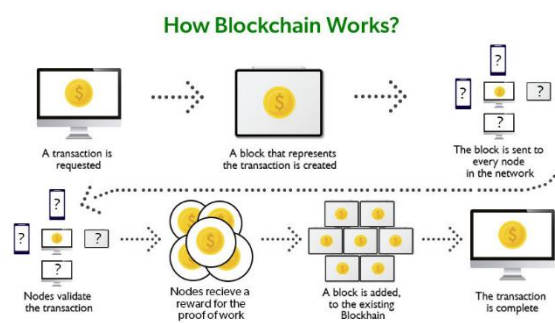 How Blockchain Works?
$
$
?
?
$
?
?
A transaction is
requested
A block that represents
the transaction is created
The block is sent to
every node
in the network
?
?
$
?
?
$
$
$
$
$
$
$
$
$
Nodes validate
the transaction
Nodes recieve a
reward for the
proof of work
A block is added,
to the existing
Blokhain
The transaction
is complete